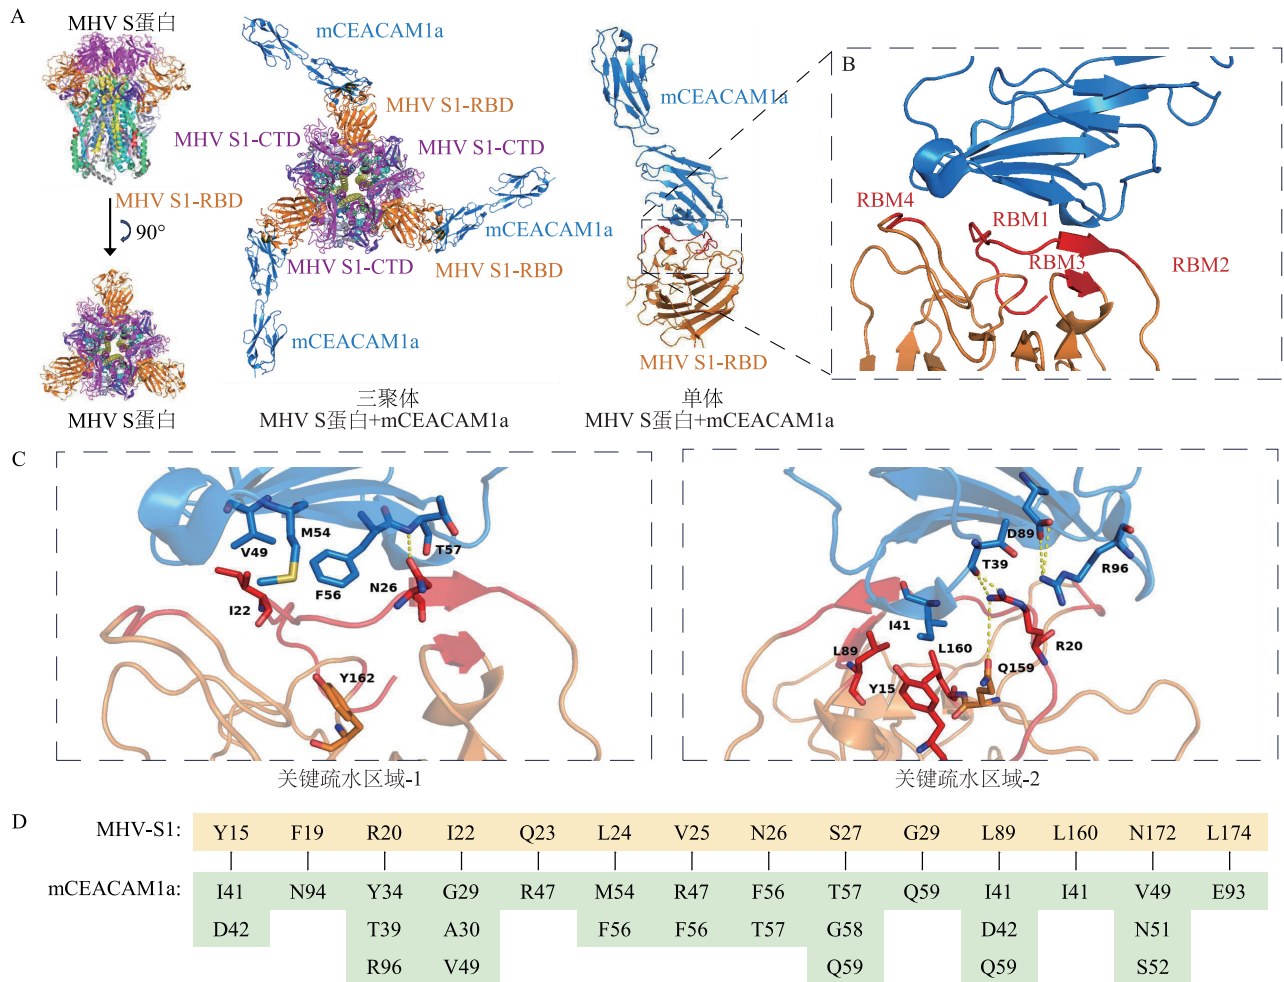 A
MHV S蛋白
MHV S1-RBD
90°
MHV S蛋白
mCEACAM1a
MHV S1-RBD
MHV S1-CTD
MHV S1-CTD
mCEACAM1a
MHV S1-CTD
MHV S1-RBD
mCEACAM1a
三聚体
MHV S蛋白+mCEACAM1a
mCEACAM1a
MHV S1-RBD
单体
MHV S蛋白+mCEACAM1a
B
RBM4
RBM1
RBM3
RBM2
C
V49
M54
F56
T57
N26
I22
Y162
关键疏水区域-1
D89
T39
R96
I41
L89
L160
R20
Y15
Q159
关键疏水区域-2
D
MHV-S1: Y15 F19 R20 I22 Q23 L24 V25 N26 S27 G29 L89 L160 N172 L174
mCEACAM1a: I41 N94 Y34 G29 R47 M54 R47 F56 T57 Q59 I41 I41 V49 E93
D42 T39 A30 F56 F56 T57 G58 D42 N51
R96 V49 Q59 Q59 S52